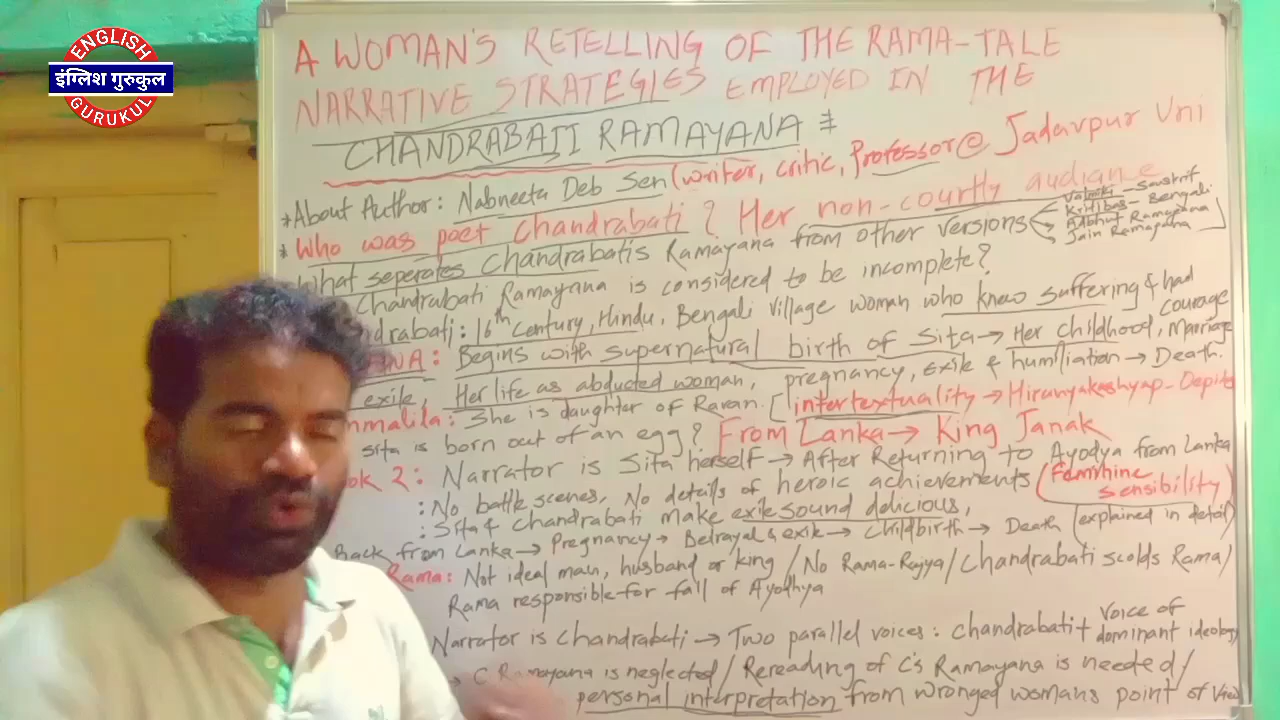 ENGLISH
इंग्लिश गुरुकुल
GURUKUL
A WOMAN'S RETELLING OF THE RAMA-TALE
NARRATIVE STRATEGIES EMPLOYED IN THE
CHANDRABATI RAMAYANA
*About Author: Nabneeta Deb Sen (writer, critic, Professor@ Jadavpur Uni
* Who was poet Chandrabati? Her non-courtly audiance
What seperates Chandrabatis Ramayana from other versions
Valmiki - Sanskrit
Kritibas - Bengali
Adbhut Ramayana
Jain Ramayana
Chandrabati Ramayana is considered to be incomplete?
drabati: 16th Century, Hindu, Bengali village woman who knew suffering & had courage
: Begins with supernatural birth of Sita → Her childhood, Marriage
exile, Her life as abducted woman, pregnancy, exile & humiliation → Death.
nmalila: She is daughter of Ravan. [intertextuality → Hirunyakashyap-Depited
sita is born out of an egg? From Lanka → King Janak
ok 2: Narrator is Sita herself → After Returning to Ayodya from Lanka
: No battle scenes, No details of heroic achievements (Feminine sensibility)
: Sita & Chandrabati make exile sound delicious,
Back from Lanka → Pregnancy → Betrayal & exile → Childbirth → Death (explained in detail)
Rama: Not ideal man, husband or king / No Rama-Rajya / Chandrabati scolds Rama /
Rama responsible for fall of Ayodhya
Narrator is Chandrabati → Two parallel voices: chandrabati + Voice of dominant ideology
→ C Ramayana is neglected / Rereading of C's Ramayana is needed /
personal interpretation from wronged womans point of view